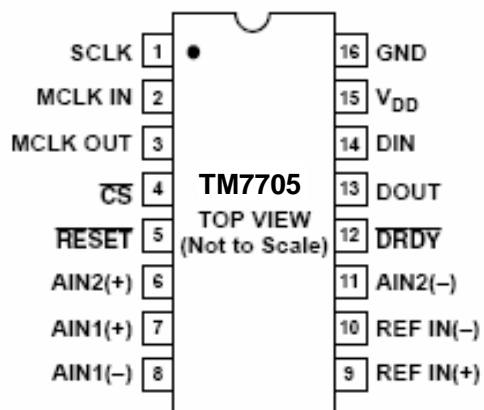 SCLK 1
MCLK IN 2
MCLK OUT 3
CS 4
RESET 5
AIN2(+) 6
AIN1(+) 7
AIN1(–) 8
TM7705
TOP VIEW
(Not to Scale)
16 GND
15 VDD
14 DIN
13 DOUT
12 DRDY
11 AIN2(–)
10 REF IN(–)
9 REF IN(+)